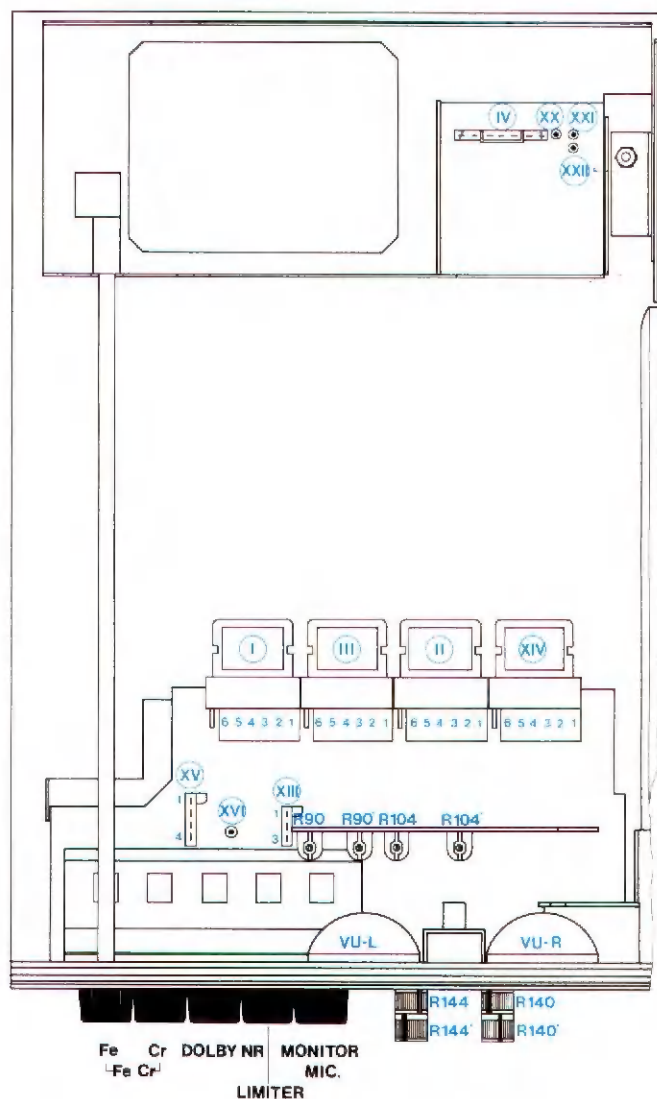 IV XX XXI
XXII
I III II XIV
6 5 4 3 2 1 6 5 4 3 2 1 6 5 4 3 2 1 6 5 4 3 2 1
XV XVI XIII
1 1
4 3
R90 R90' R104 R104'
VU-L VU-R
R144 R140
R144' R140'
Fe Cr DOLBY NR MONITOR
Fe Cr MIC.
LIMITER